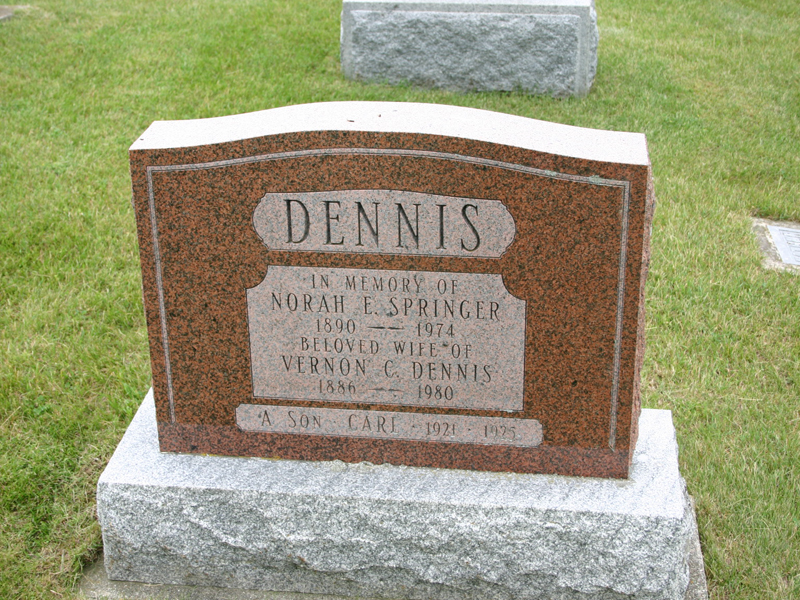 DENNIS
IN MEMORY OF
NORAH E. SPRINGER
1890 — 1974
BELOVED WIFE OF
VERNON C. DENNIS
1886 — 1980
A SON CARL 1921 - 1925